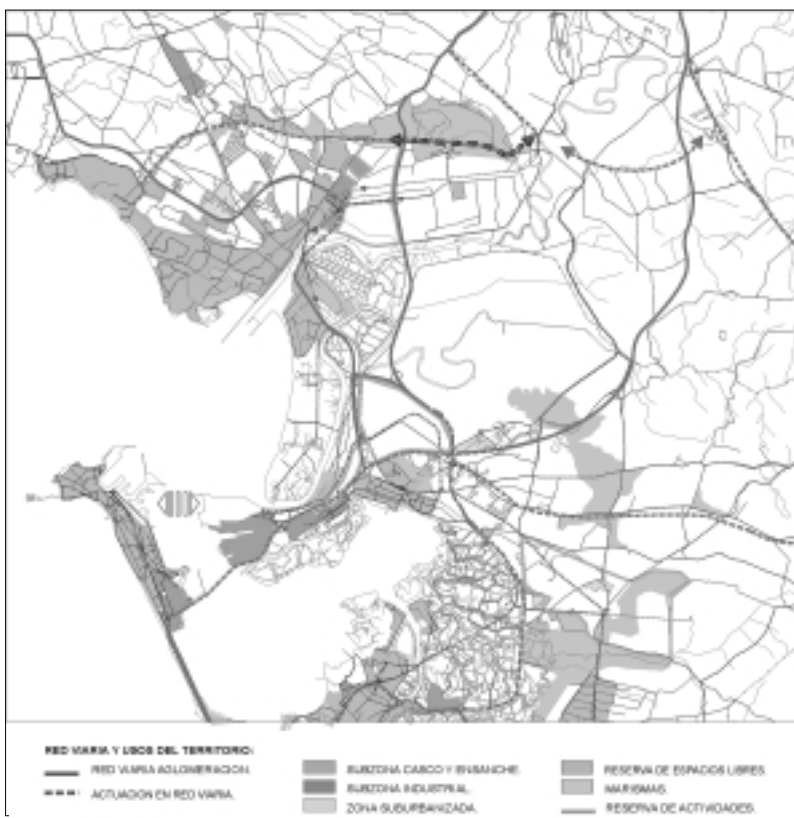 RED VIARIA Y USOS DEL TERRITORIO:
RED VIARIA AGLOMERACION.
ACTUACION EN RED VIARIA.
SUBZONA CASCO Y ENSANCHE.
SUBZONA INDUSTRIAL.
ZONA SUBURBANIZADA.
RESERVA DE ESPACIOS LIBRES.
MARISMAS.
RESERVA DE ACTIVIDADES.